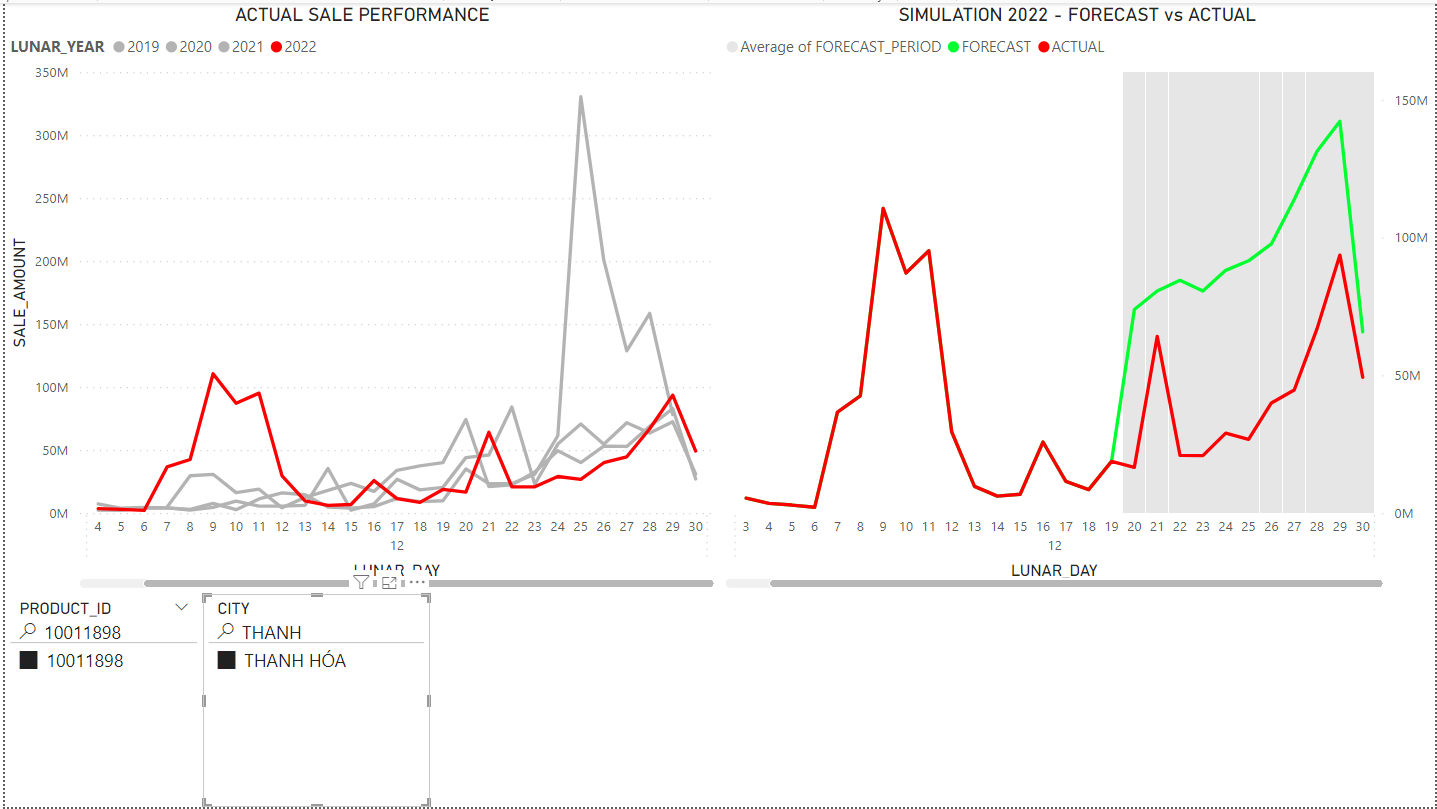 ACTUAL SALE PERFORMANCE
LUNAR_YEAR 2019 2020 2021 2022
350M
300M
250M
200M
150M
100M
50M
0M
SALE_AMOUNT
4 5 6 7 8 9 10 11 12 13 14 15 16 17 18 19 20 21 22 23 24 25 26 27 28 29 30
12
LUNAR_DAY
SIMULATION 2022 - FORECAST vs ACTUAL
Average of FORECAST_PERIOD FORECAST ACTUAL
150M
100M
50M
0M
3 4 5 6 7 8 9 10 11 12 13 14 15 16 17 18 19 20 21 22 23 24 25 26 27 28 29 30
12
LUNAR_DAY
PRODUCT_ID
10011898
10011898
CITY
THANH
THANH HÓA